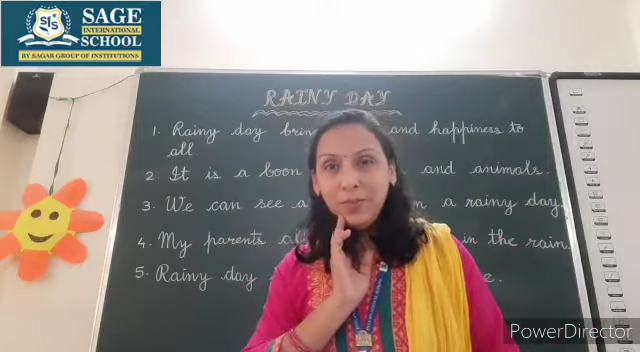 SIS
SAGE
INTERNATIONAL
SCHOOL
BY SAGAR GROUP OF INSTITUTIONS
RAINY DAY
1. Rainy day and happiness to
all.
2. It is a boon and animals.
3. We can see a rainy day.
4. My parents in the rain.
5. Rainy day
PowerDirector